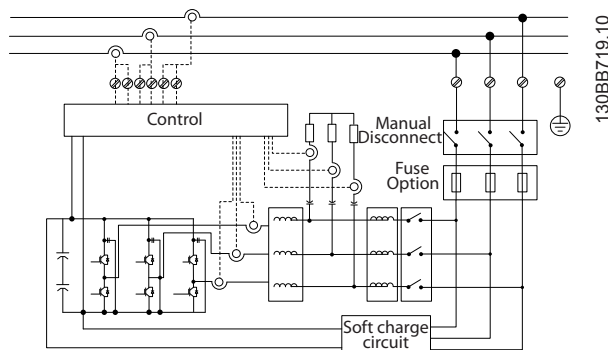 130BB719.10
Control
Manual
Disconnect
Fuse
Option
Soft charge
circuit